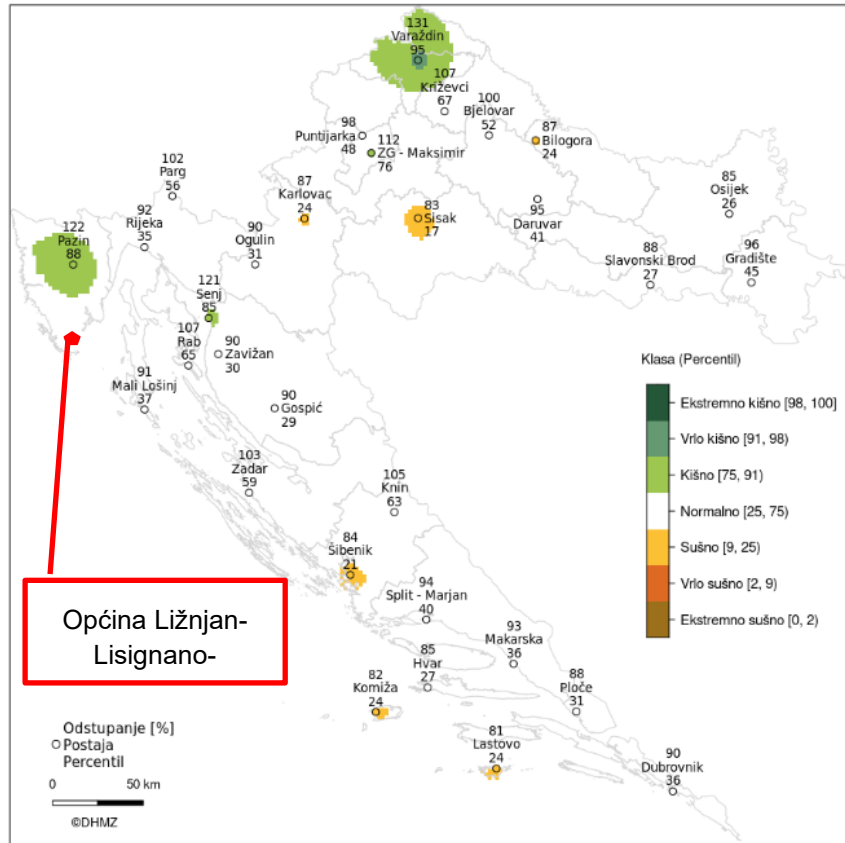 131
Varaždin
95
107
Križevci
67
100
Bjelovar
52
98
Puntijarka
48
112
ZG - Maksimir
76
87
Bilogora
24
102
Parg
56
87
Karlovac
24
83
Sisak
17
85
Osijek
26
95
Daruvar
41
122
Pazin
88
92
Rijeka
35
90
Ogulin
31
88
Slavonski Brod
27
96
Gradište
45
121
Senj
85
107
Rab
65
90
Zavižan
30
91
Mali Lošinj
37
90
Gospić
29
103
Zadar
59
105
Knin
63
84
Šibenik
21
94
Split - Marjan
40
93
Makarska
36
85
Hvar
27
82
Komiža
24
88
Ploče
31
81
Lastovo
24
90
Dubrovnik
36
Klasa (Percentil)
Ekstremno kišno [98, 100]
Vrlo kišno [91, 98)
Kišno [75, 91)
Normalno [25, 75)
Sušno [9, 25)
Vrlo sušno [2, 9)
Ekstremno sušno [0, 2)
Općina Ližnjan-
Lisignano-
Odstupanje [%]
Postaja
Percentil
0 50 km
©DHMZ